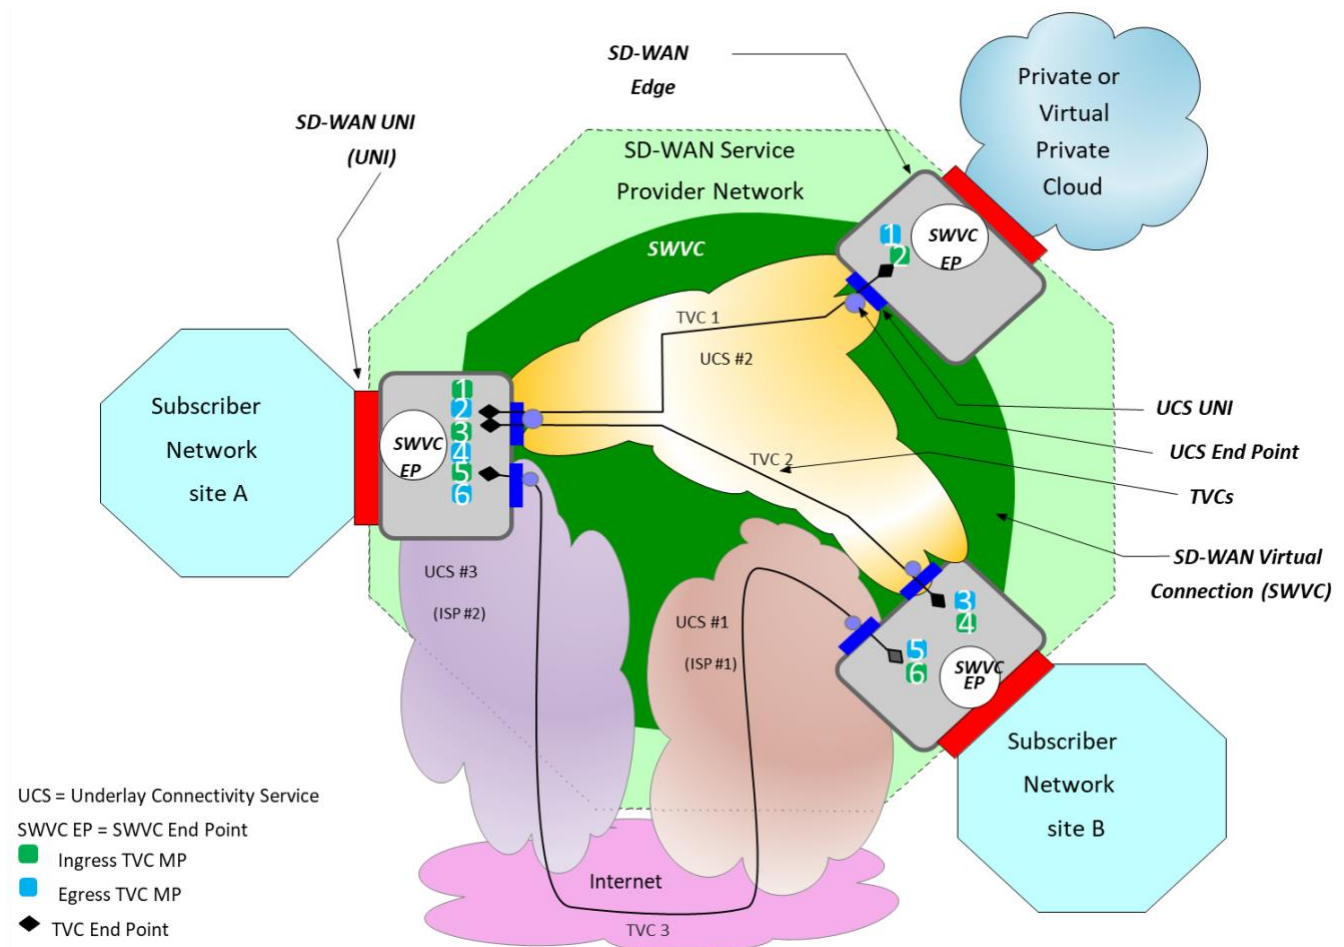 SD-WAN
Edge
Private or
Virtual
Private
Cloud
SD-WAN UNI
(UNI)
SD-WAN Service
Provider Network
SWVC
1
2
SWVC
EP
TVC 1
UCS #2
Subscriber
Network
site A
SWVC
EP
1
2
3
4
5
6
UCS UNI
UCS End Point
TVC 2
TVCs
SD-WAN Virtual
Connection (SWVC)
UCS #3
(ISP #2)
UCS #1
(ISP #1)
3
4
5
6
SWVC
EP
Subscriber
Network
site B
UCS = Underlay Connectivity Service
SWVC EP = SWVC End Point
Ingress TVC MP
Egress TVC MP
TVC End Point
Internet
TVC 3